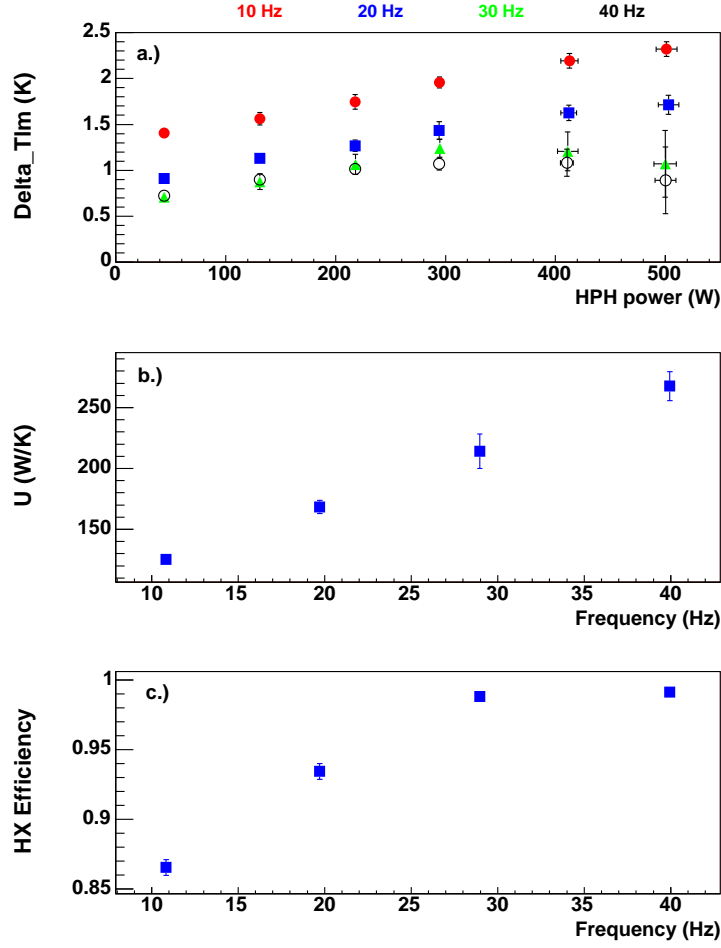 10 Hz 20 Hz 30 Hz 40 Hz
a.)
Delta_Tlm (K)
2.5
2
1.5
1
0.5
0
0 100 200 300 400 500
HPH power (W)
b.)
U (W/K)
250
200
150
10 15 20 25 30 35 40
Frequency (Hz)
c.)
HX Efficiency
1
0.95
0.9
0.85
10 15 20 25 30 35 40
Frequency (Hz)